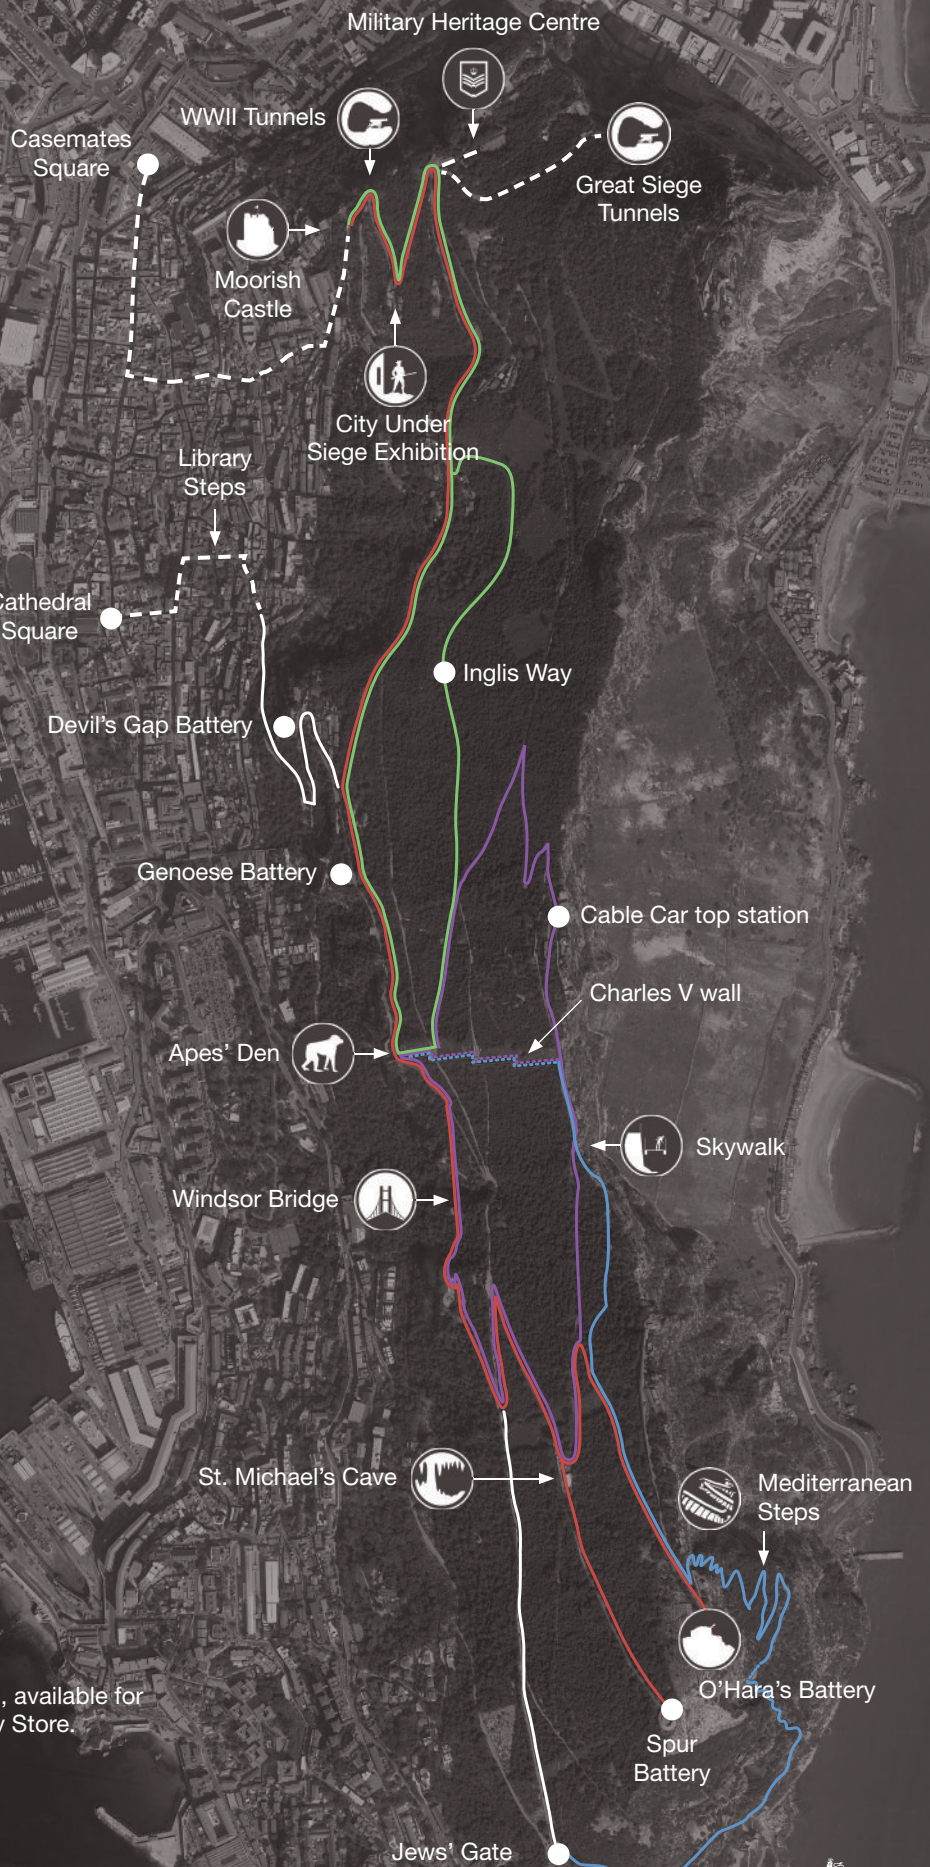 Military Heritage Centre
WWII Tunnels
Casemates
Square
Great Siege
Tunnels
Moorish
Castle
City Under
Siege Exhibition
Library
Steps
Cathedral
Square
Inglis Way
Devil's Gap Battery
Genoese Battery
Cable Car top station
Charles V wall
Apes' Den
Skywalk
Windsor Bridge
St. Michael's Cave
Mediterranean
Steps
O'Hara's Battery
, available for
y Store.
Spur
Battery
Jews' Gate